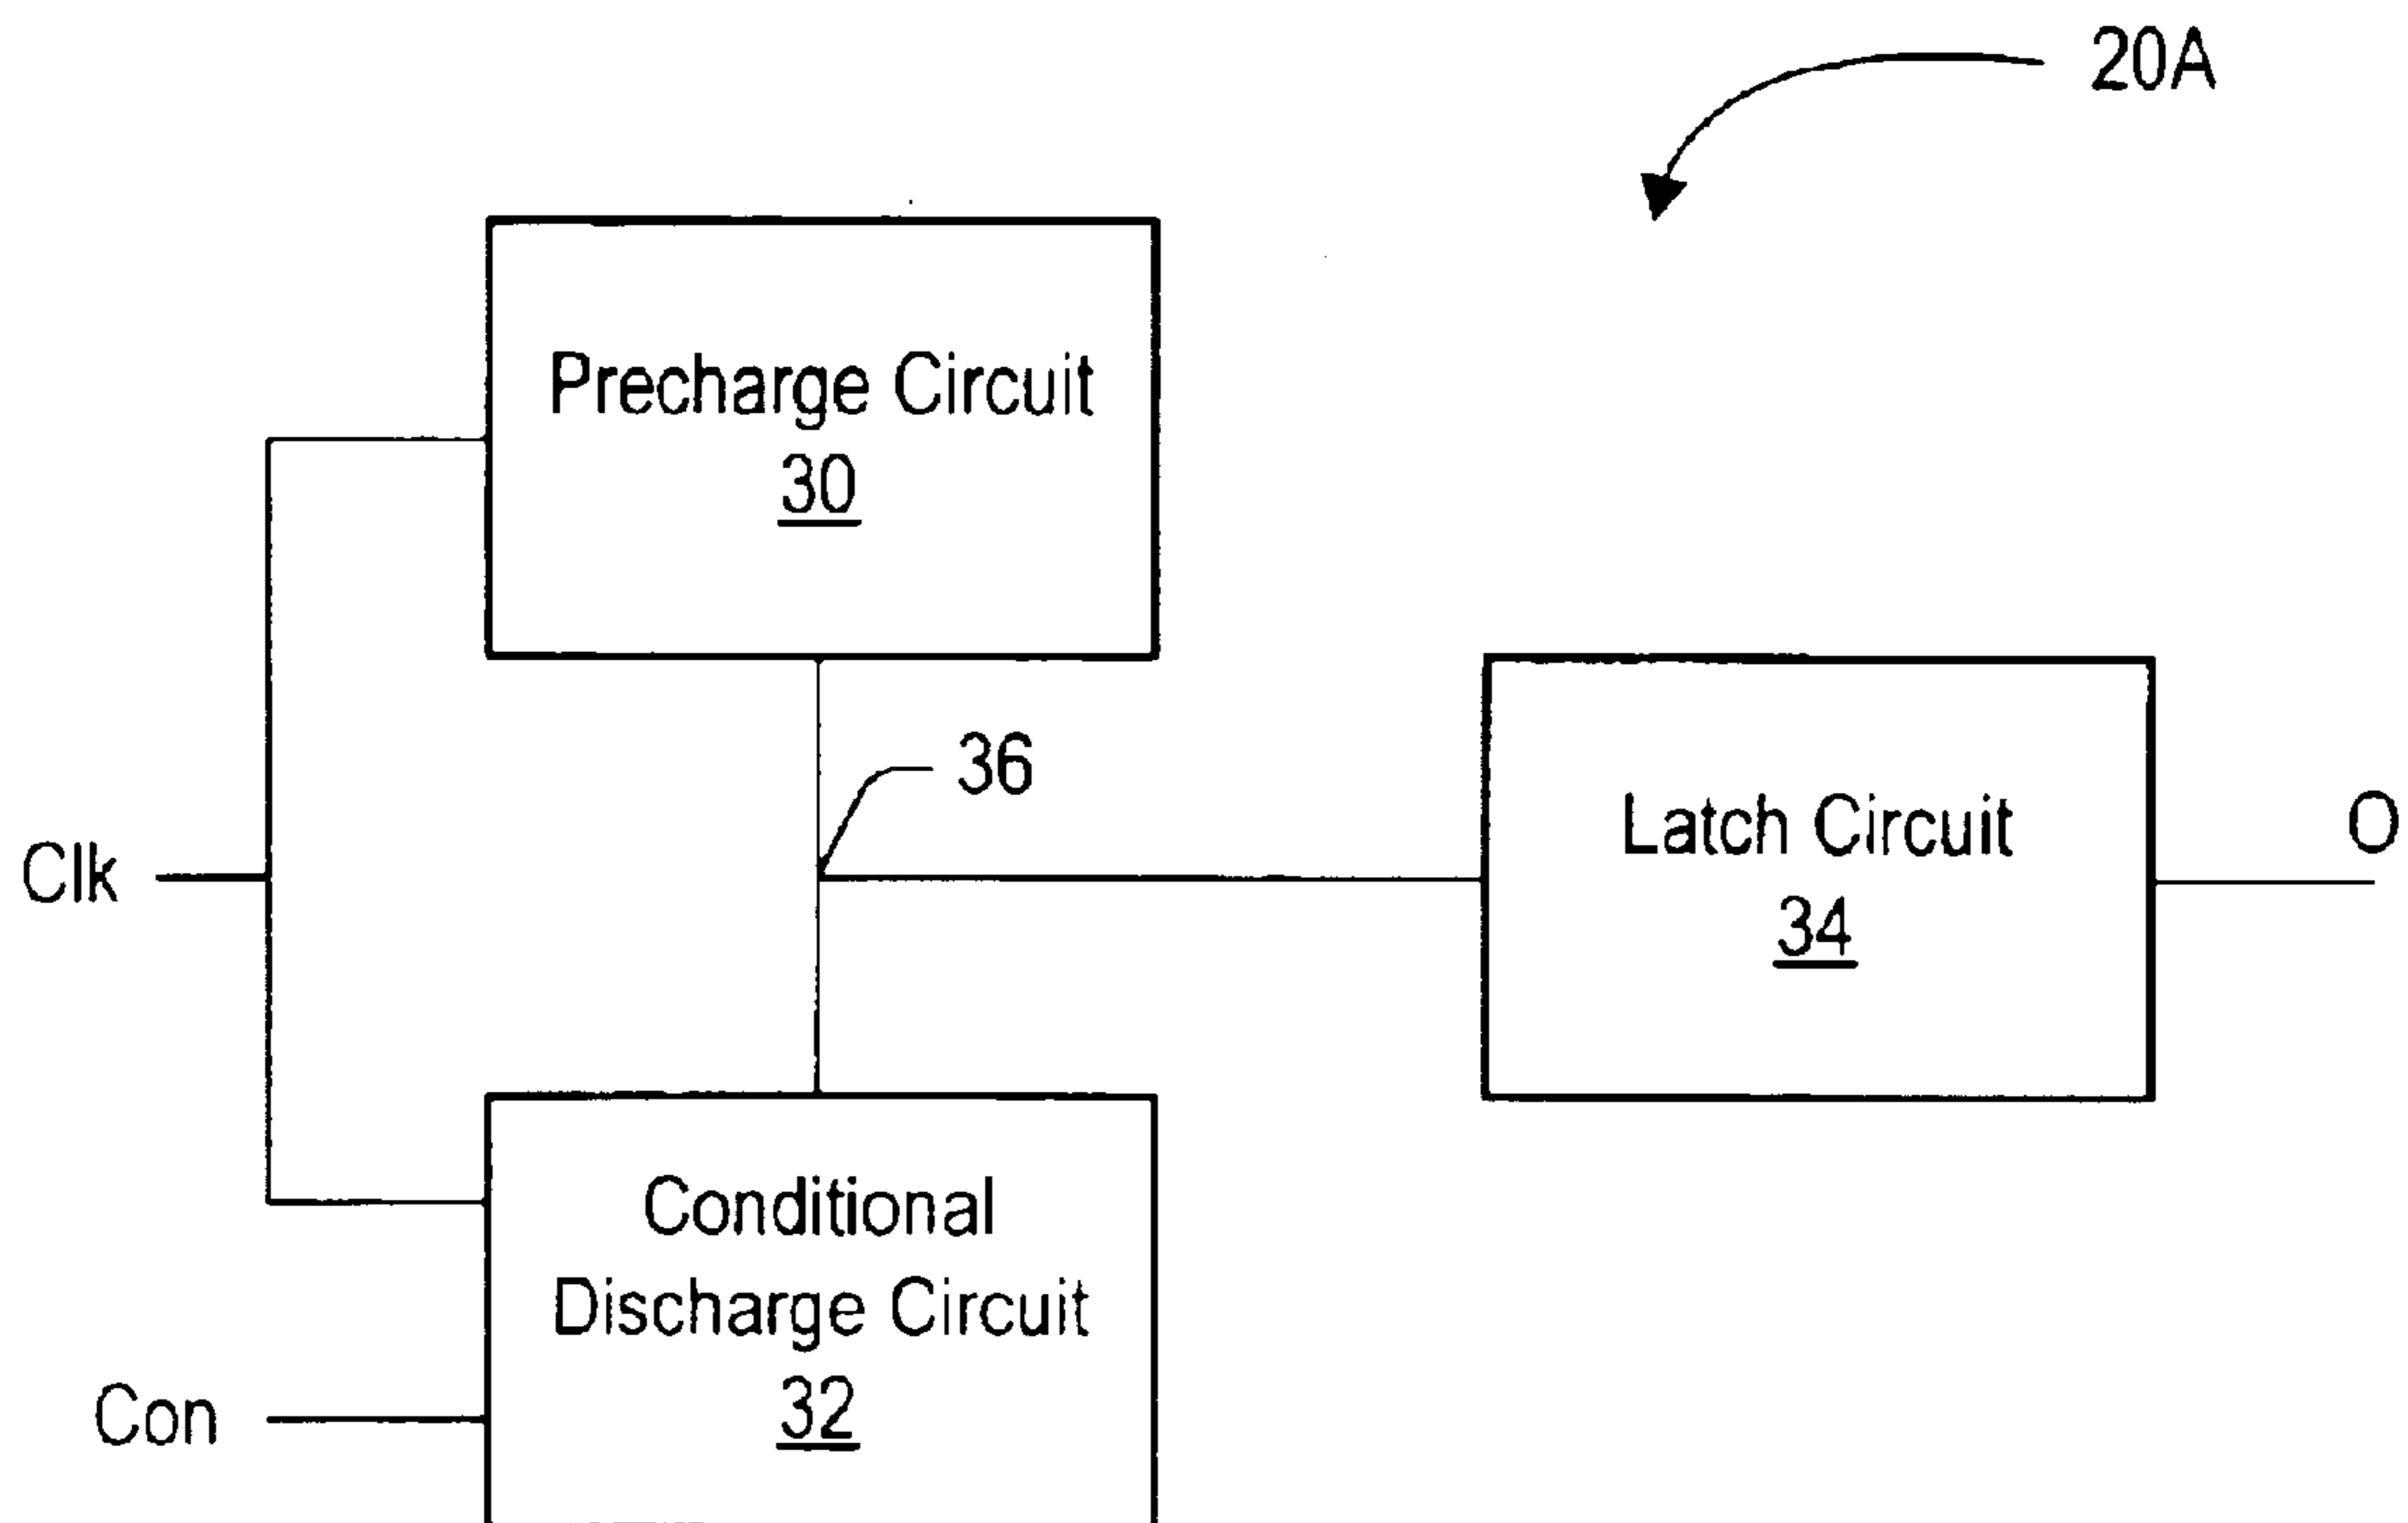 20A
Precharge Circuit
30
36
Clk
Latch Circuit
34
O
Conditional
Discharge Circuit
32
Con